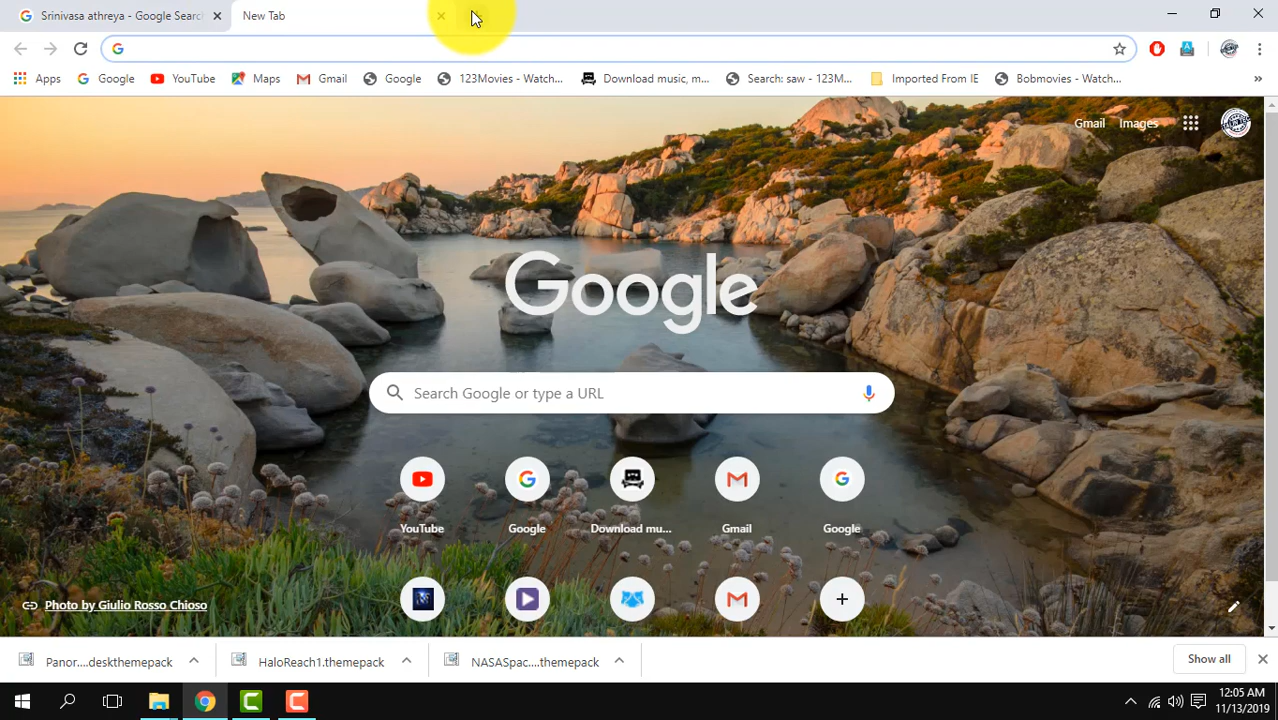 Srinivasa athreya - Google Searc
New Tab
Apps Google YouTube Maps Gmail Google 123Movies - Watch... Download music, m... Search: saw - 123M... Imported From IE Bobmovies - Watch... »
Gmail Images
Google
Search Google or type a URL
YouTube Google Download mu... Gmail Google
Photo by Giulio Rosso Chioso
Panor....deskthemepack HaloReach1.themepack NASASpac....themepack Show all
12:05 AM
11/13/2019